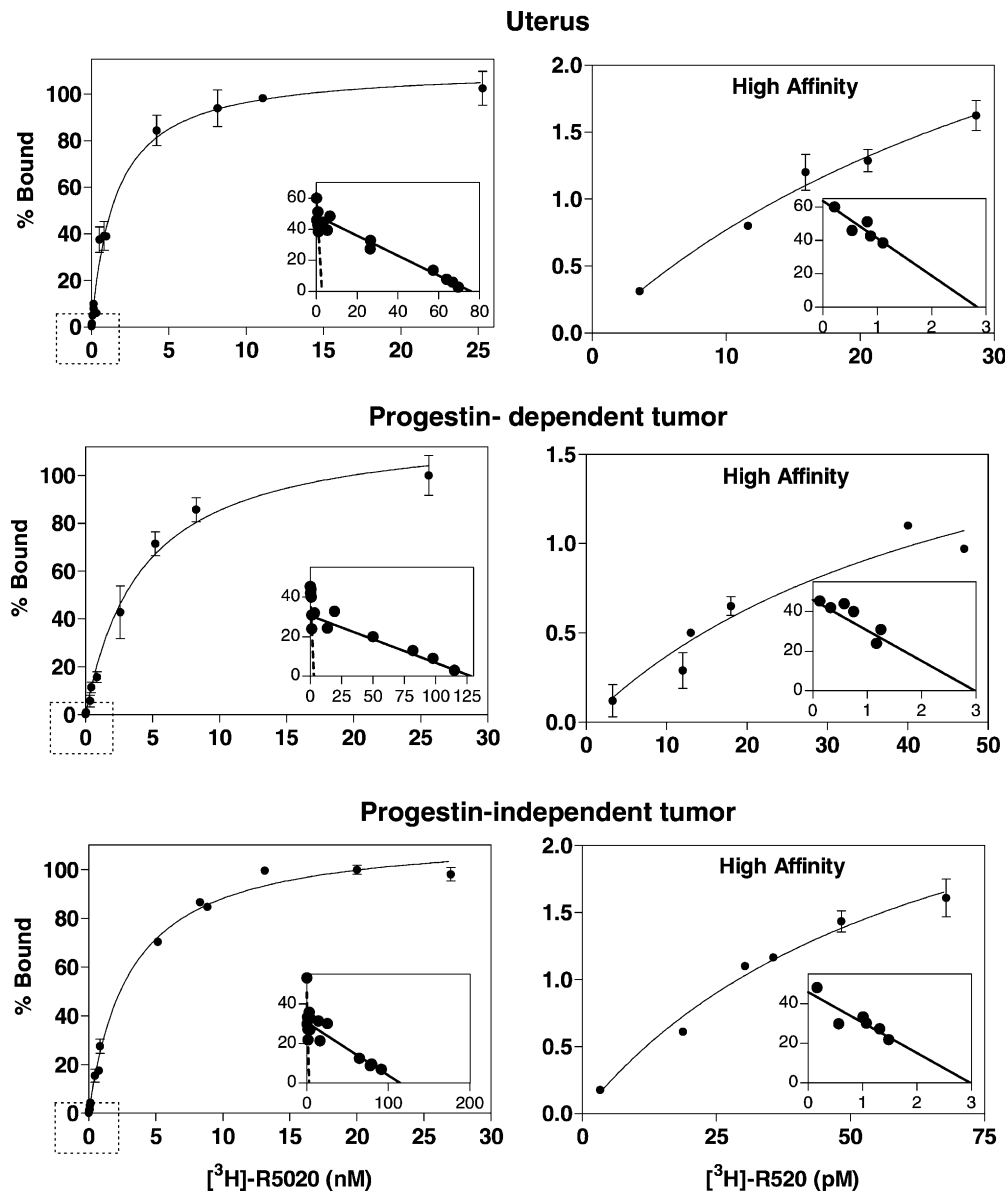 Uterus
% Bound
100
80
60
40
20
0
0 5 10 15 20 25
60
40
20
0
0 20 40 60 80
High Affinity
2.0
1.5
1.0
0.5
0.0
0 10 20 30
60
40
20
0
0 1 2 3
Progestin- dependent tumor
% Bound
100
80
60
40
20
0
0 5 10 15 20 25 30
40
20
0
0 25 50 75 100 125
High Affinity
1.5
1.0
0.5
0.0
0 10 20 30 40 50
40
20
0
0 1 2 3
Progestin-independent tumor
% Bound
100
80
60
40
20
0
0 5 10 15 20 25 30
40
20
0
0 100 200
[³H]-R5020 (nM)
High Affinity
2.0
1.5
1.0
0.5
0.0
0 25 50 75
40
20
0
0 1 2 3
[³H]-R520 (pM)